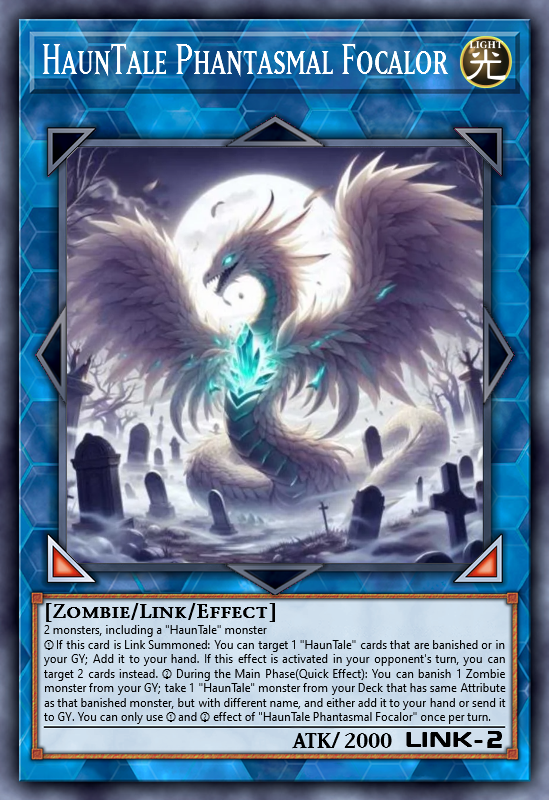 HaunTale Phantasmal Focalor
LIGHT
光
[Zombie/Link/Effect]
2 monsters, including a "HaunTale" monster
①If this card is Link Summoned: You can target 1 "HaunTale" cards that are banished or in
your GY; Add it to your hand. If this effect is activated in your opponent's turn, you can
target 2 cards instead. ② During the Main Phase(Quick Effect): You can banish 1 Zombie
monster from your GY; take 1 "HaunTale" monster from your Deck that has same Attribute
as that banished monster, but with different name, and either add it to your hand or send it
to GY. You can only use ① and ② effect of "HaunTale Phantasmal Focalor" once per turn.
ATK/ 2000 LINK-2